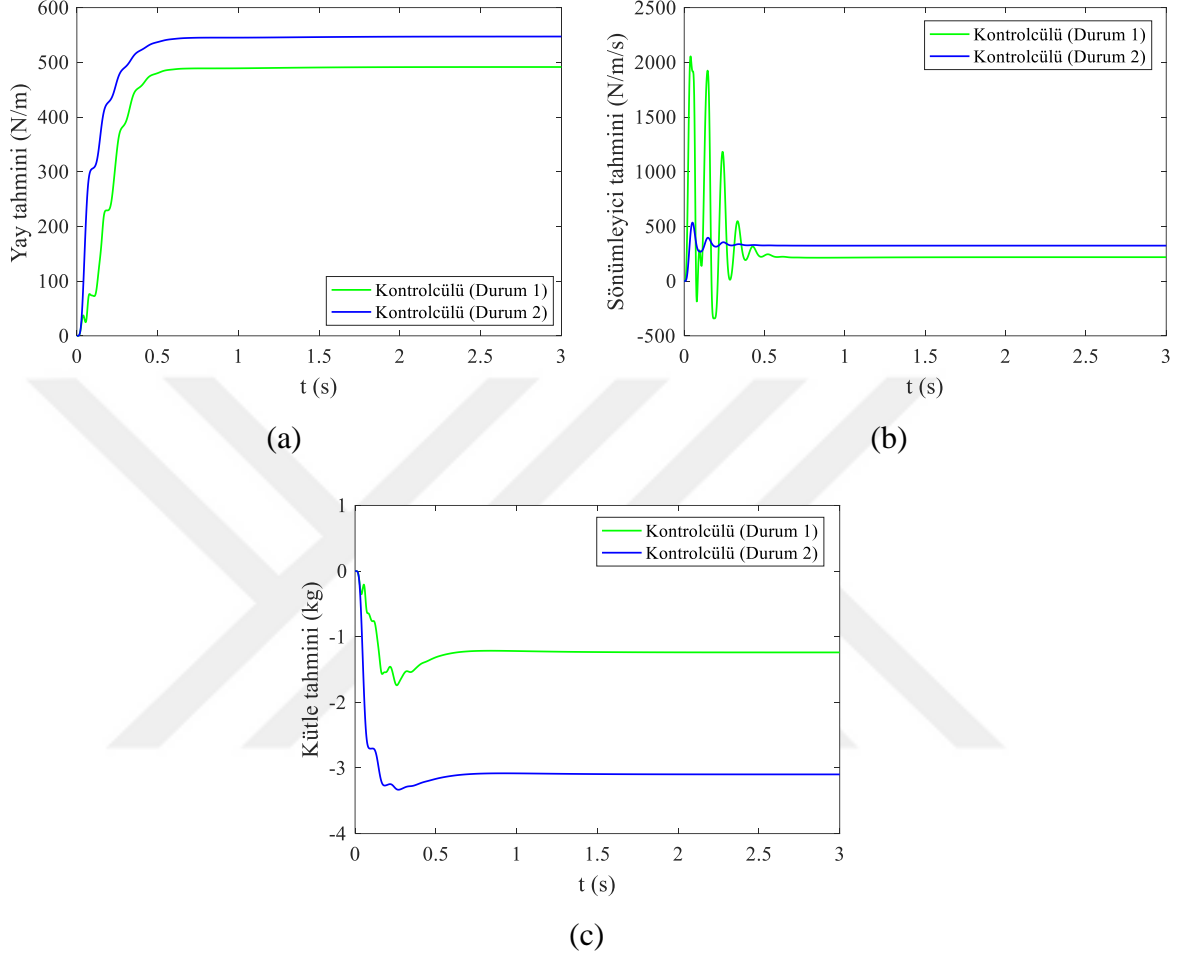 600
500
400
300
200
100
0
Yay tahmini (N/m)
Kontrolcülü (Durum 1)
Kontrolcülü (Durum 2)
0 0.5 1 1.5 2 2.5 3
t (s)
(a)
2500
2000
1500
1000
500
0
-500
Sönümleyici tahmini (N/m/s)
Kontrolcülü (Durum 1)
Kontrolcülü (Durum 2)
0 0.5 1 1.5 2 2.5 3
t (s)
(b)
1
0
-1
-2
-3
-4
Kütle tahmini (kg)
Kontrolcülü (Durum 1)
Kontrolcülü (Durum 2)
0 0.5 1 1.5 2 2.5 3
t (s)
(c)